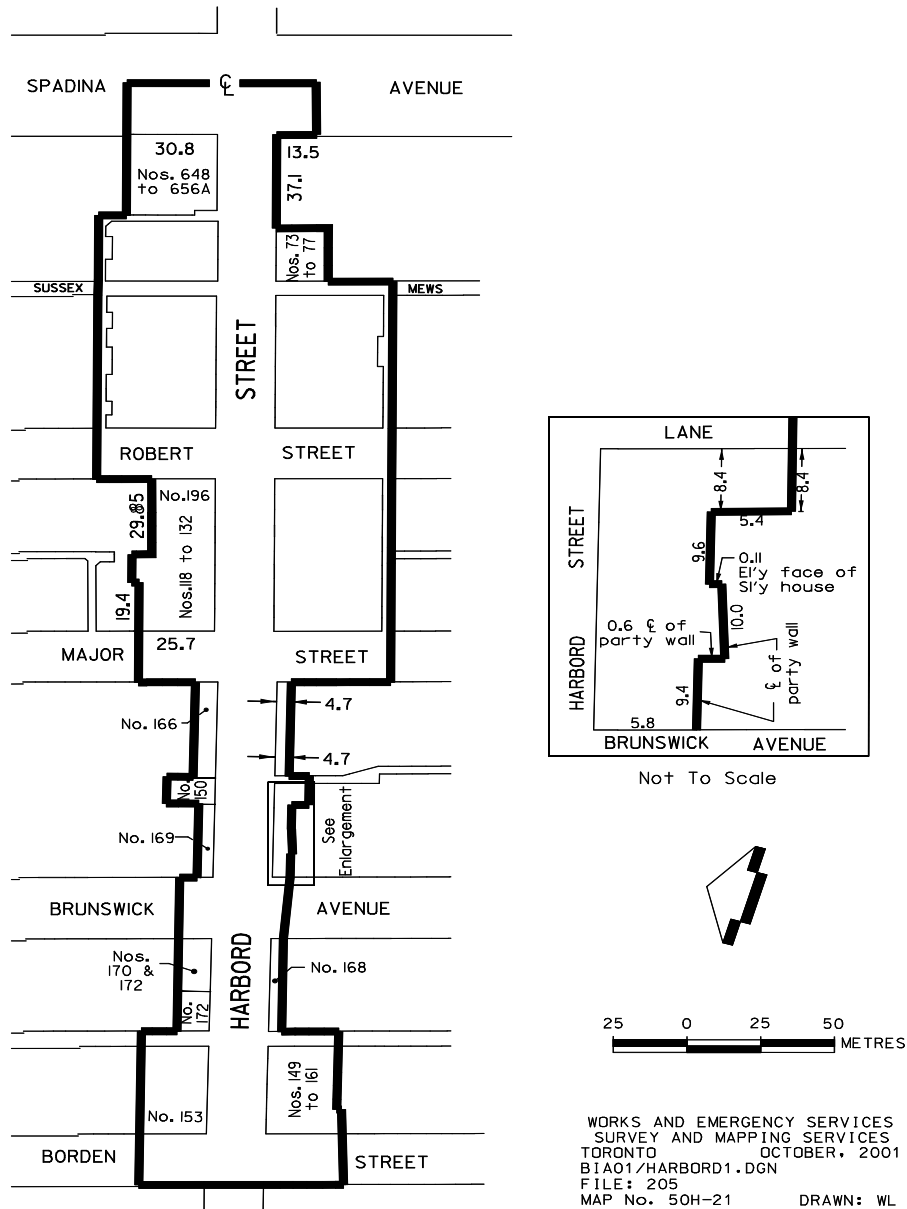 SPADINA
℄
AVENUE
30.8
Nos. 648
to 656A
13.5
37.1
Nos. 73
to 77
SUSSEX
MEWS
STREET
ROBERT
STREET
No.196
Nos.118 to 132
19.4
25.7
MAJOR
STREET
No. 166
4.7
4.7
No.
150
No. 169
See
Enlargement
BRUNSWICK
AVENUE
Nos.
170 &
172
No.
172
No. 168
HARBORD
No. 153
Nos. 149
to 161
BORDEN
STREET
LANE
8.4
8.4
5.4
STREET
9.6
0.11
El'y face of
Sl'y house
10.0
0.6 ℄ of
party wall
℄ of
party wall
HARBORD
9.4
5.8
BRUNSWICK
AVENUE
Not To Scale
25 0 25 50
METRES
WORKS AND EMERGENCY SERVICES
SURVEY AND MAPPING SERVICES
TORONTO OCTOBER, 2001
BIA01/HARBORD1.DGN
FILE: 205
MAP No. 50H-21 DRAWN: WL